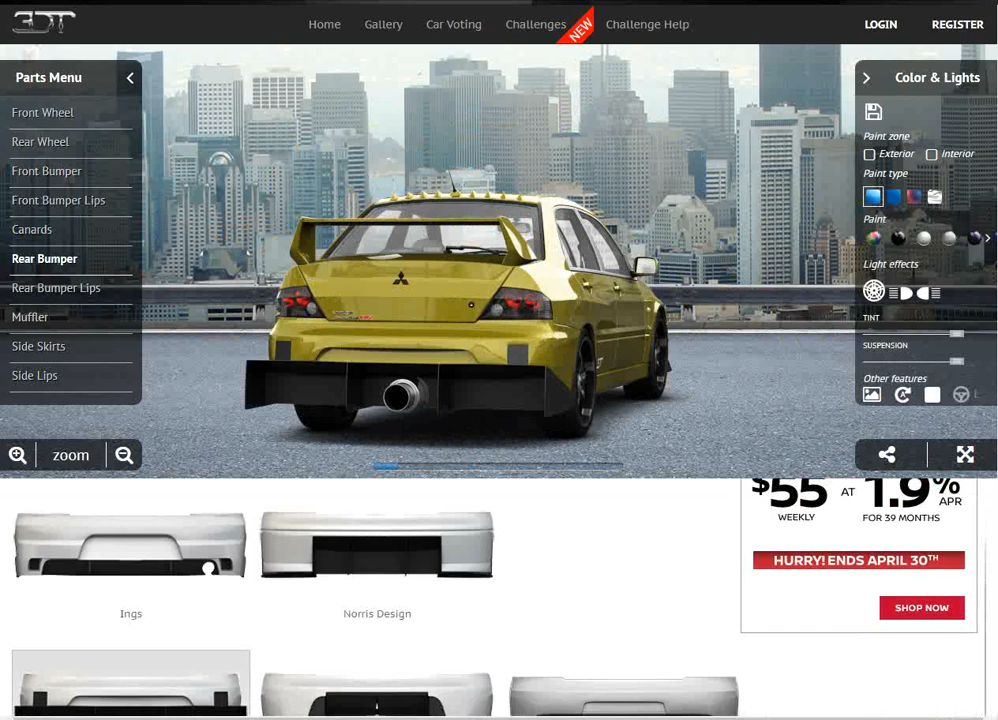 3DT
Home
Gallery
Car Voting
Challenges
NEW
Challenge Help
LOGIN
REGISTER
Parts Menu
Front Wheel
Rear Wheel
Front Bumper
Front Bumper Lips
Canards
Rear Bumper
Rear Bumper Lips
Muffler
Side Skirts
Side Lips
zoom
Color & Lights
Paint zone
Exterior
Interior
Paint type
Paint
Light effects
TINT
SUSPENSION
Other features
$55 AT 1.9% APR
WEEKLY
FOR 39 MONTHS
HURRY! ENDS APRIL 30TH
SHOP NOW
Ings
Norris Design